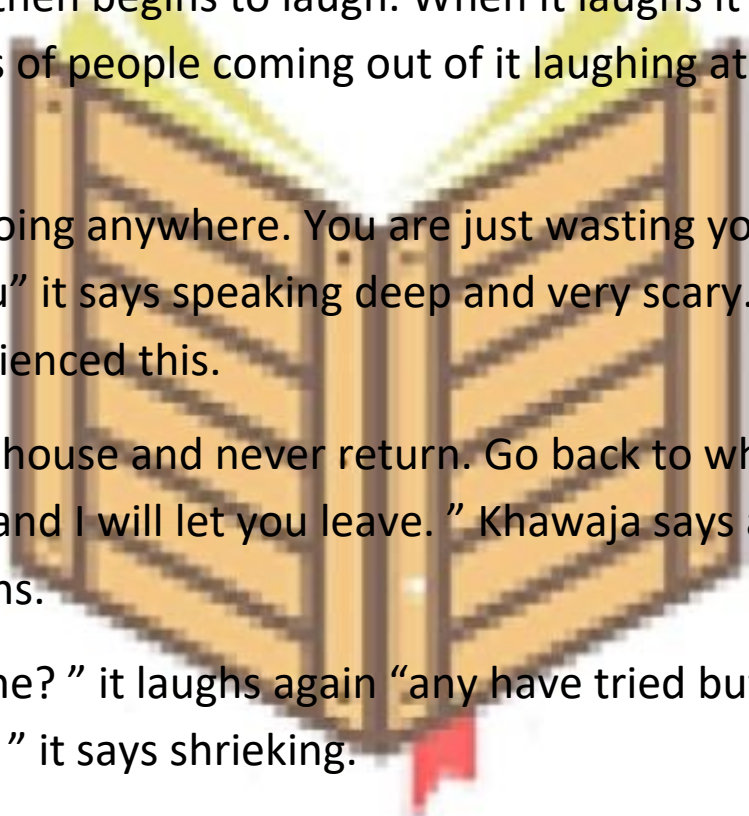 then begins to laugh. When it laughs it
s of people coming out of it laughing at
oing anywhere. You are just wasting yo
u” it says speaking deep and very scary.
ienced this.
house and never return. Go back to wh
and I will let you leave. ” Khawaja says a
ns.
ne? ” it laughs again “any have tried bu
” it says shrieking.